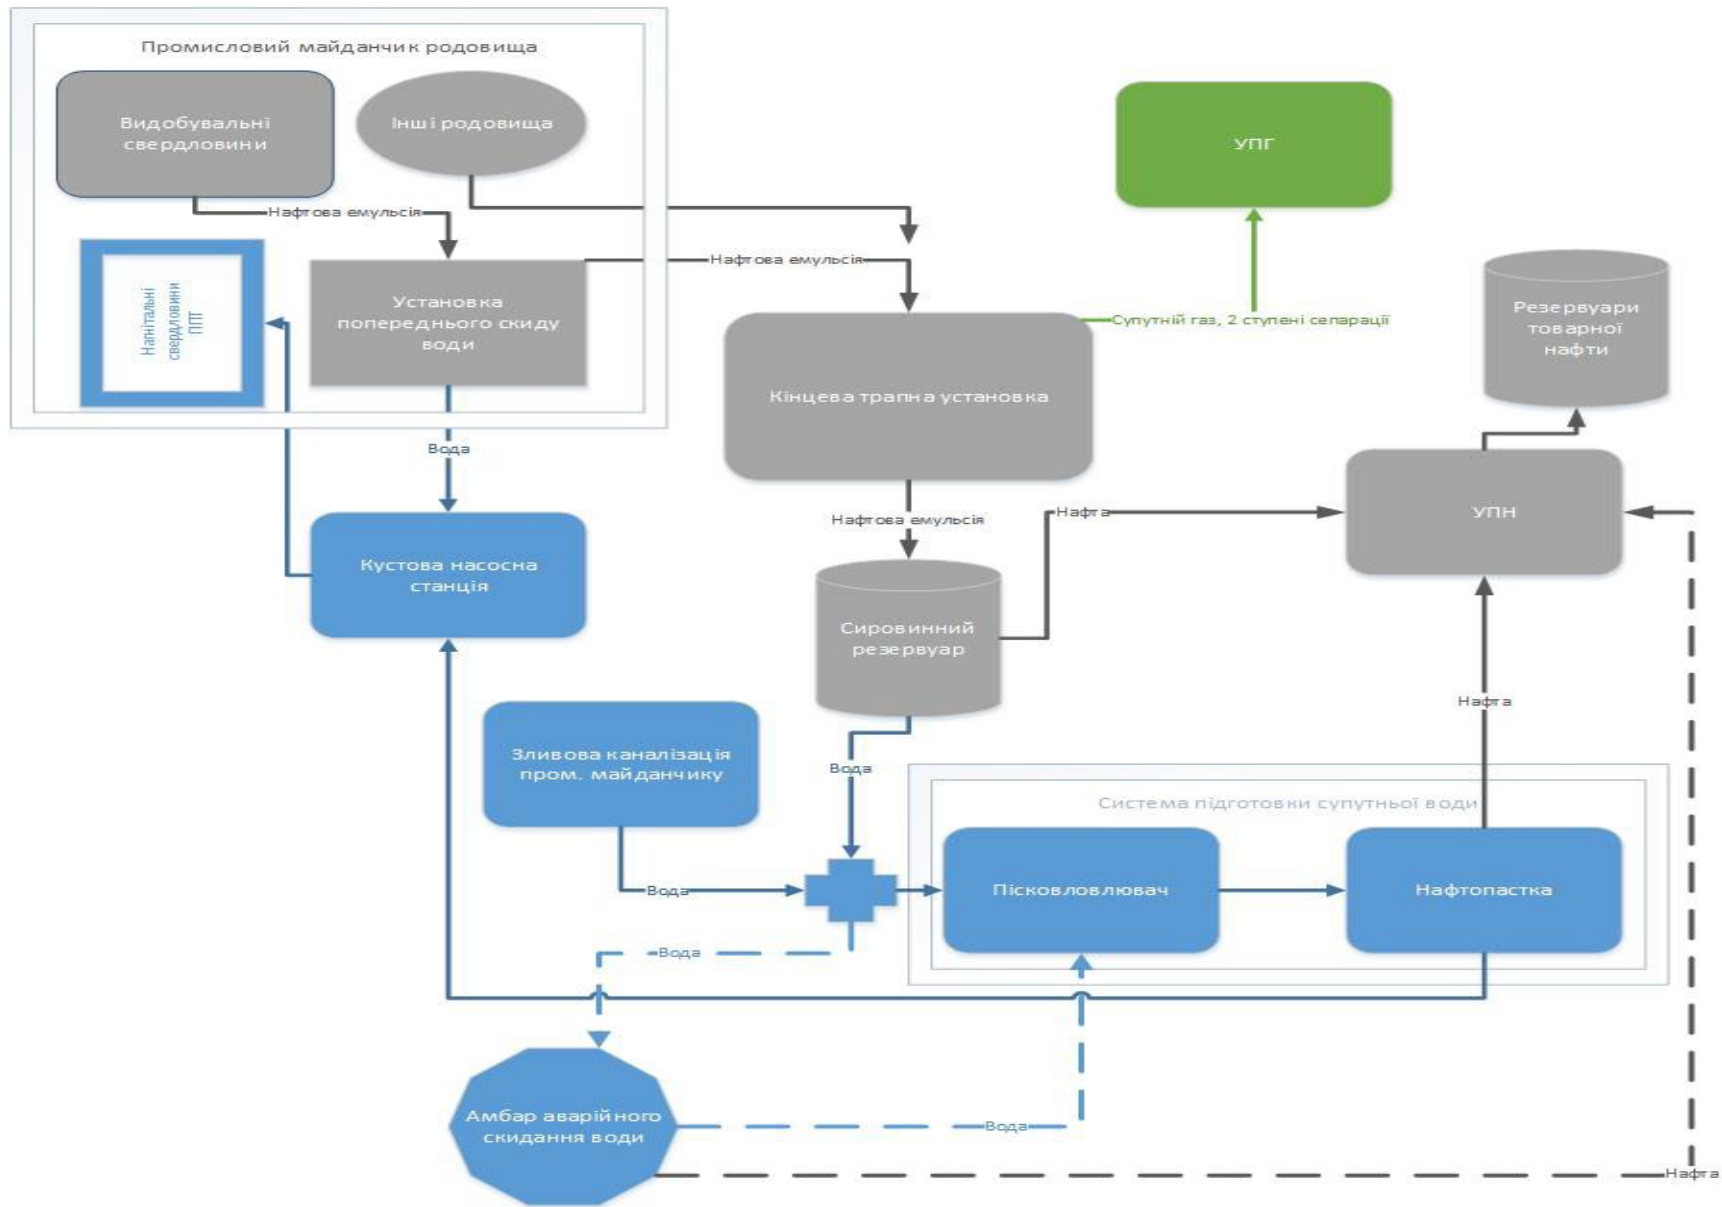 Промисловий майданчик родовища
Видобувальні
свердловини
Інші родовища
УПГ
Нафтова емульсія
Нафтова емульсія
Нагнітальні
свердловини
ППТ
Установка
попереднього скиду
води
Супутній газ, 2 ступені сепарації
Резервуари
товарної
нафти
Кінцева трапна установка
Вода
Нафтова емульсія
Нафта
УПН
Кустова насосна
станція
Сировинний
резервуар
Нафта
Зливова каналізація
пром. майданчику
Вода
Система підготовки супутньої води
Вода
Пісковловлювач
Нафтопастка
Вода
Амбар аварійного
скидання води
Вода
Нафта